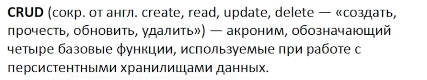 CRUD (сокр. от англ. create, read, update, delete — «создать,
прочесть, обновить, удалить») — акроним, обозначающий
четыре базовые функции, используемые при работе с
персистентными хранилищами данных.